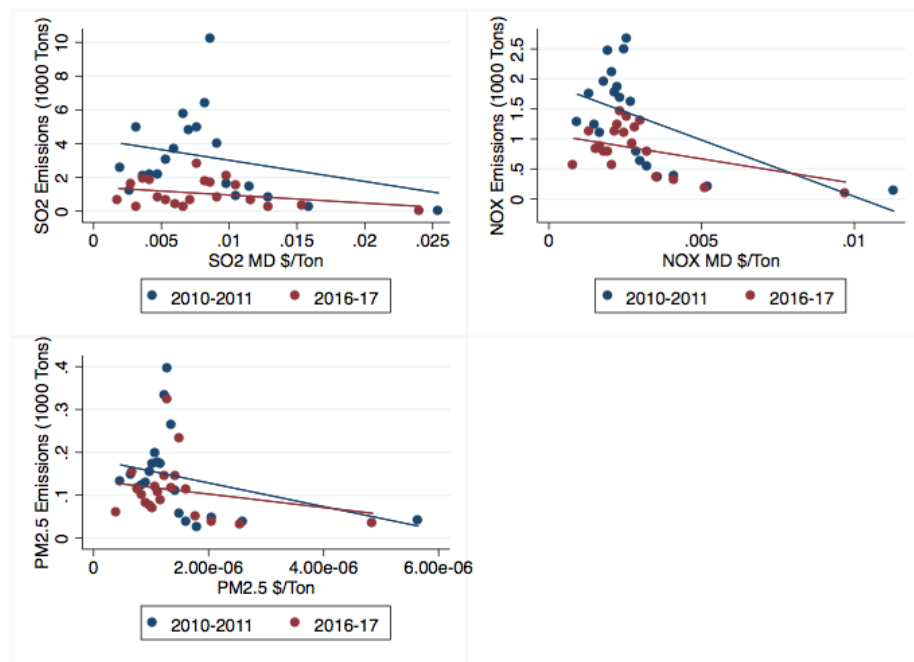 SO2 Emissions (1000 Tons)
10
8
6
4
2
0
0 .005 .01 .015 .02 .025
SO2 MD $/Ton
2010-2011 2016-17
NOX Emissions (1000 Tons)
2.5
2
1.5
1
.5
0
0 .005 .01
NOX MD $/Ton
2010-2011 2016-17
PM2.5 Emissions (1000 Tons)
.4
.3
.2
.1
0
0 2.00e-06 4.00e-06 6.00e-06
PM2.5 $/Ton
2010-2011 2016-17